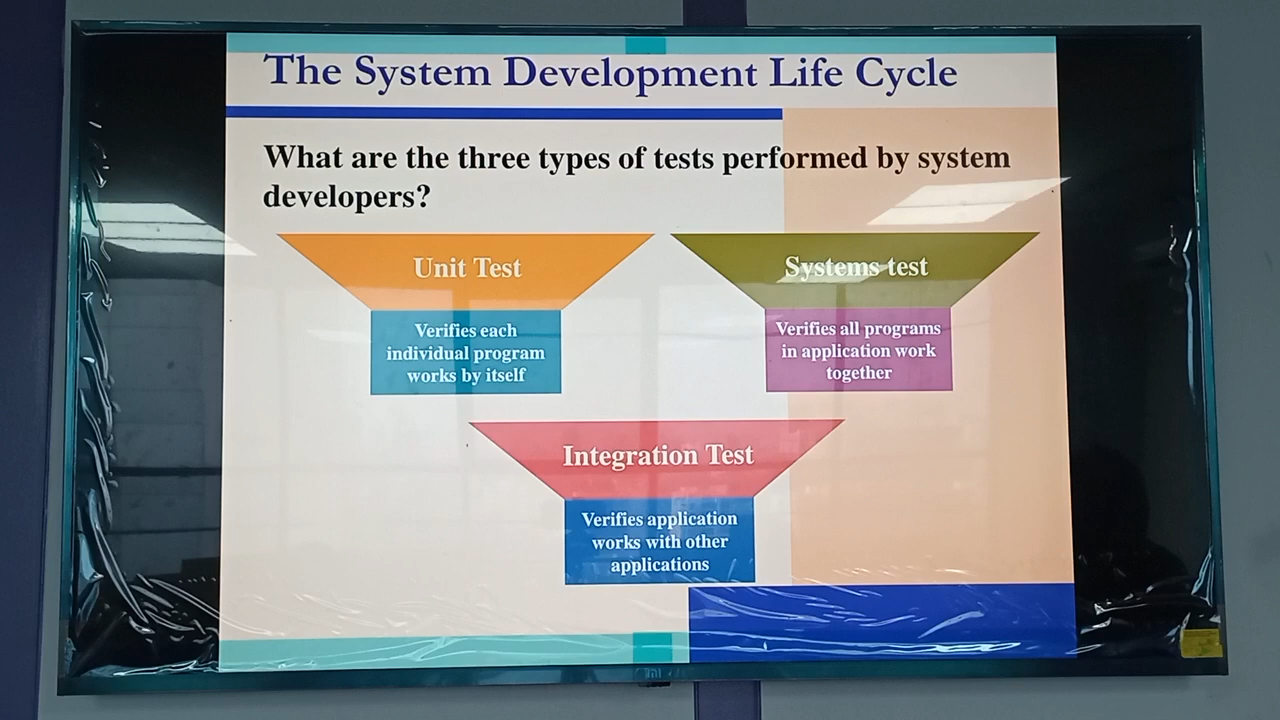 The System Development Life Cycle
What are the three types of tests performed by system
developers?
Unit Test
Verifies each
individual program
works by itself
Systems test
Verifies all programs
in application work
together
Integration Test
Verifies application
works with other
applications
mi